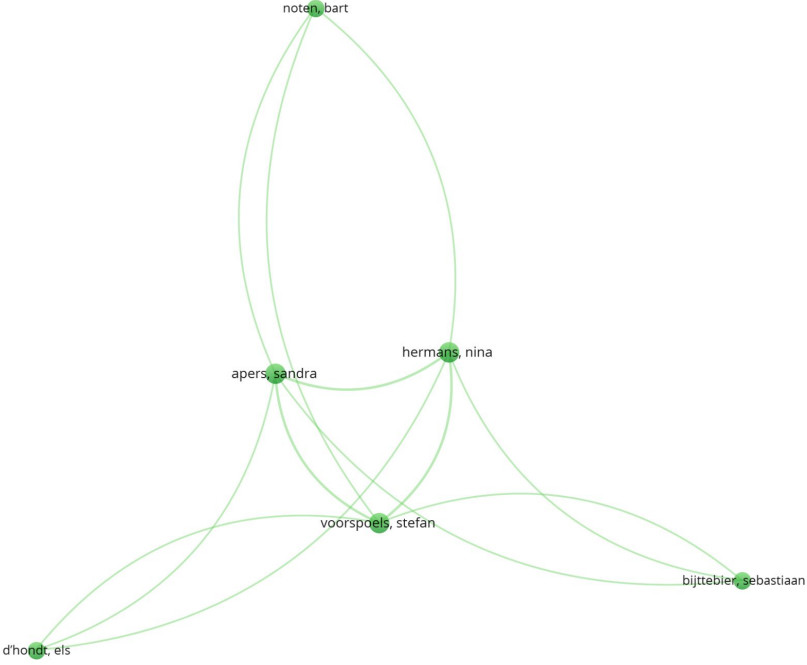 noten, bart
hermans, nina
apers, sandra
voorspoels, stefan
bijttebier, sebastiaan
d'hondt, els